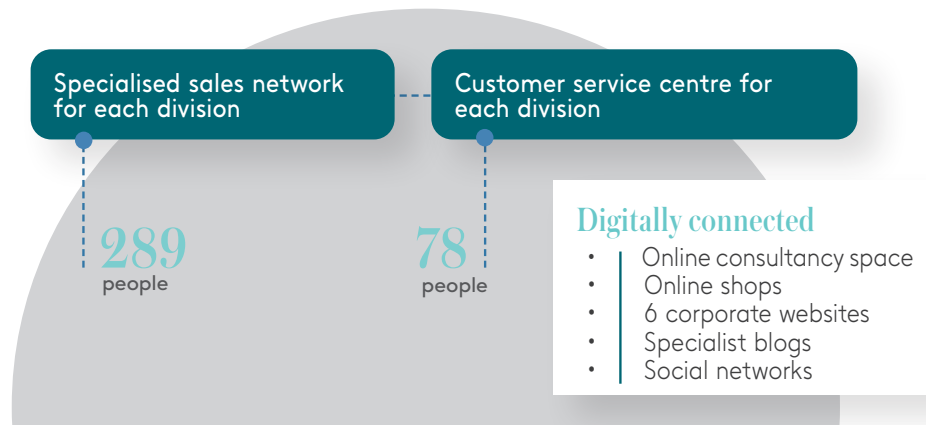 Specialised sales network
for each division
Customer service centre for
each division
289
people
78
people
Digitally connected
• Online consultancy space
• Online shops
• 6 corporate websites
• Specialist blogs
• Social networks